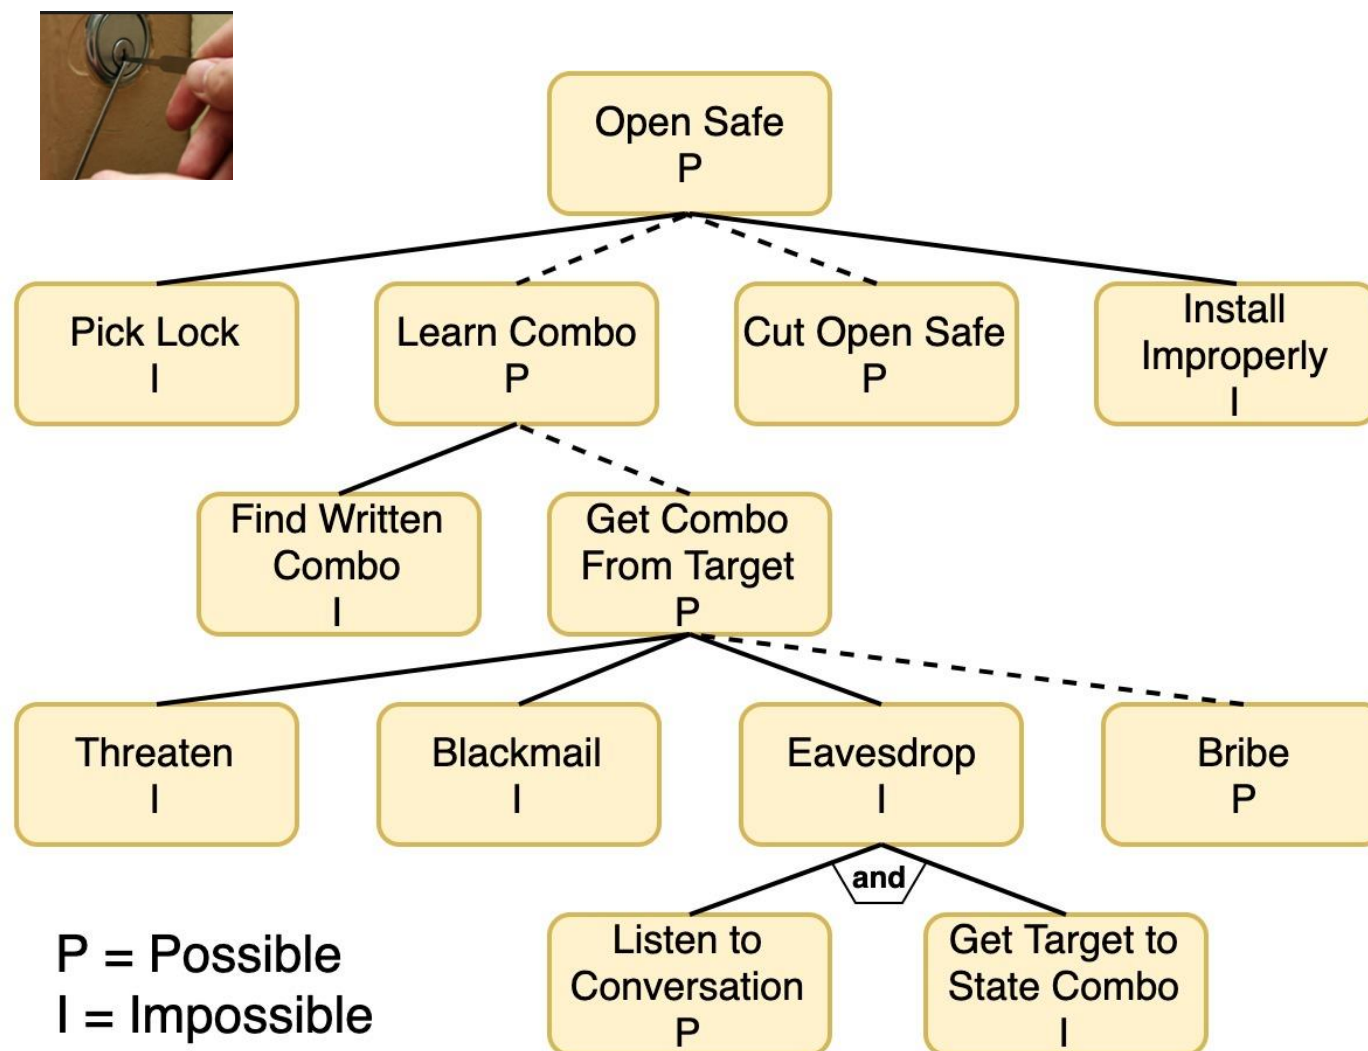 Open Safe
P
Pick Lock
I
Learn Combo
P
Cut Open Safe
P
Install
Improperly
I
Find Written
Combo
I
Get Combo
From Target
P
Threaten
I
Blackmail
I
Eavesdrop
I
Bribe
P
and
Listen to
Conversation
P
Get Target to
State Combo
I
P = Possible
I = Impossible